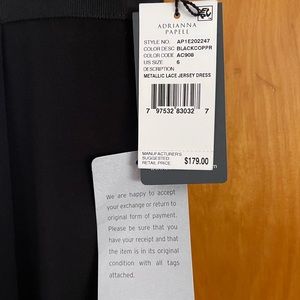 ADRIANNA
PAPELL
STYLE NO. AP1E202247
COLOR DESC BLACKCOPPR
COLOR CODE AC908
US SIZE 6
DESCRIPTION
METALLIC LACE JERSEY DRESS
7 97532 83032 7
MANUFACTURER'S
SUGGESTED
RETAIL PRICE
$179.00
We are happy to accept
your exchange or return to
original form of payment.
Please be sure that you
have your receipt and that
the item is in its original
condition with all tags
attached.